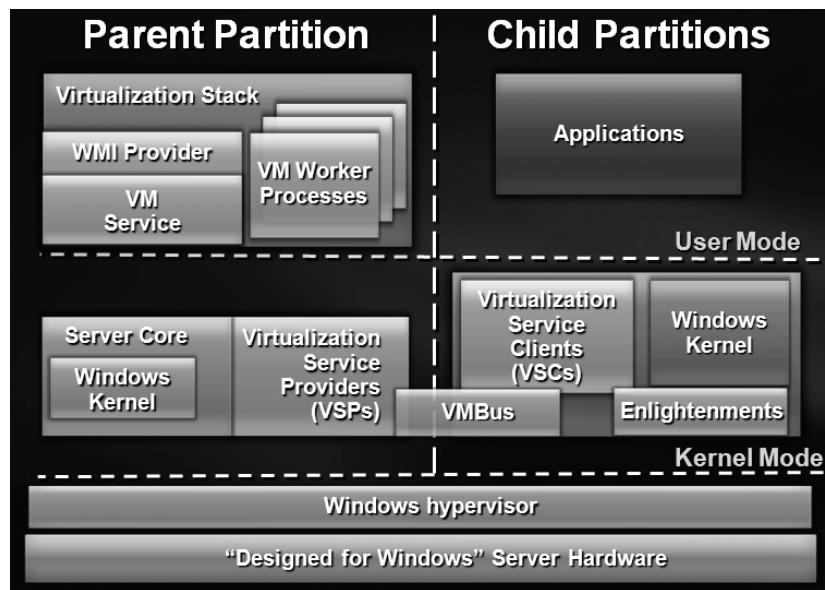 Parent Partition
Child Partitions
Virtualization Stack
WMI Provider
VM
Service
VM Worker
Processes
Applications
User Mode
Server Core
Windows
Kernel
Virtualization
Service
Providers
(VSPs)
VMBus
Virtualization
Service
Clients
(VSCs)
Windows
Kernel
Enlightenments
Kernel Mode
Windows hypervisor
“Designed for Windows” Server Hardware